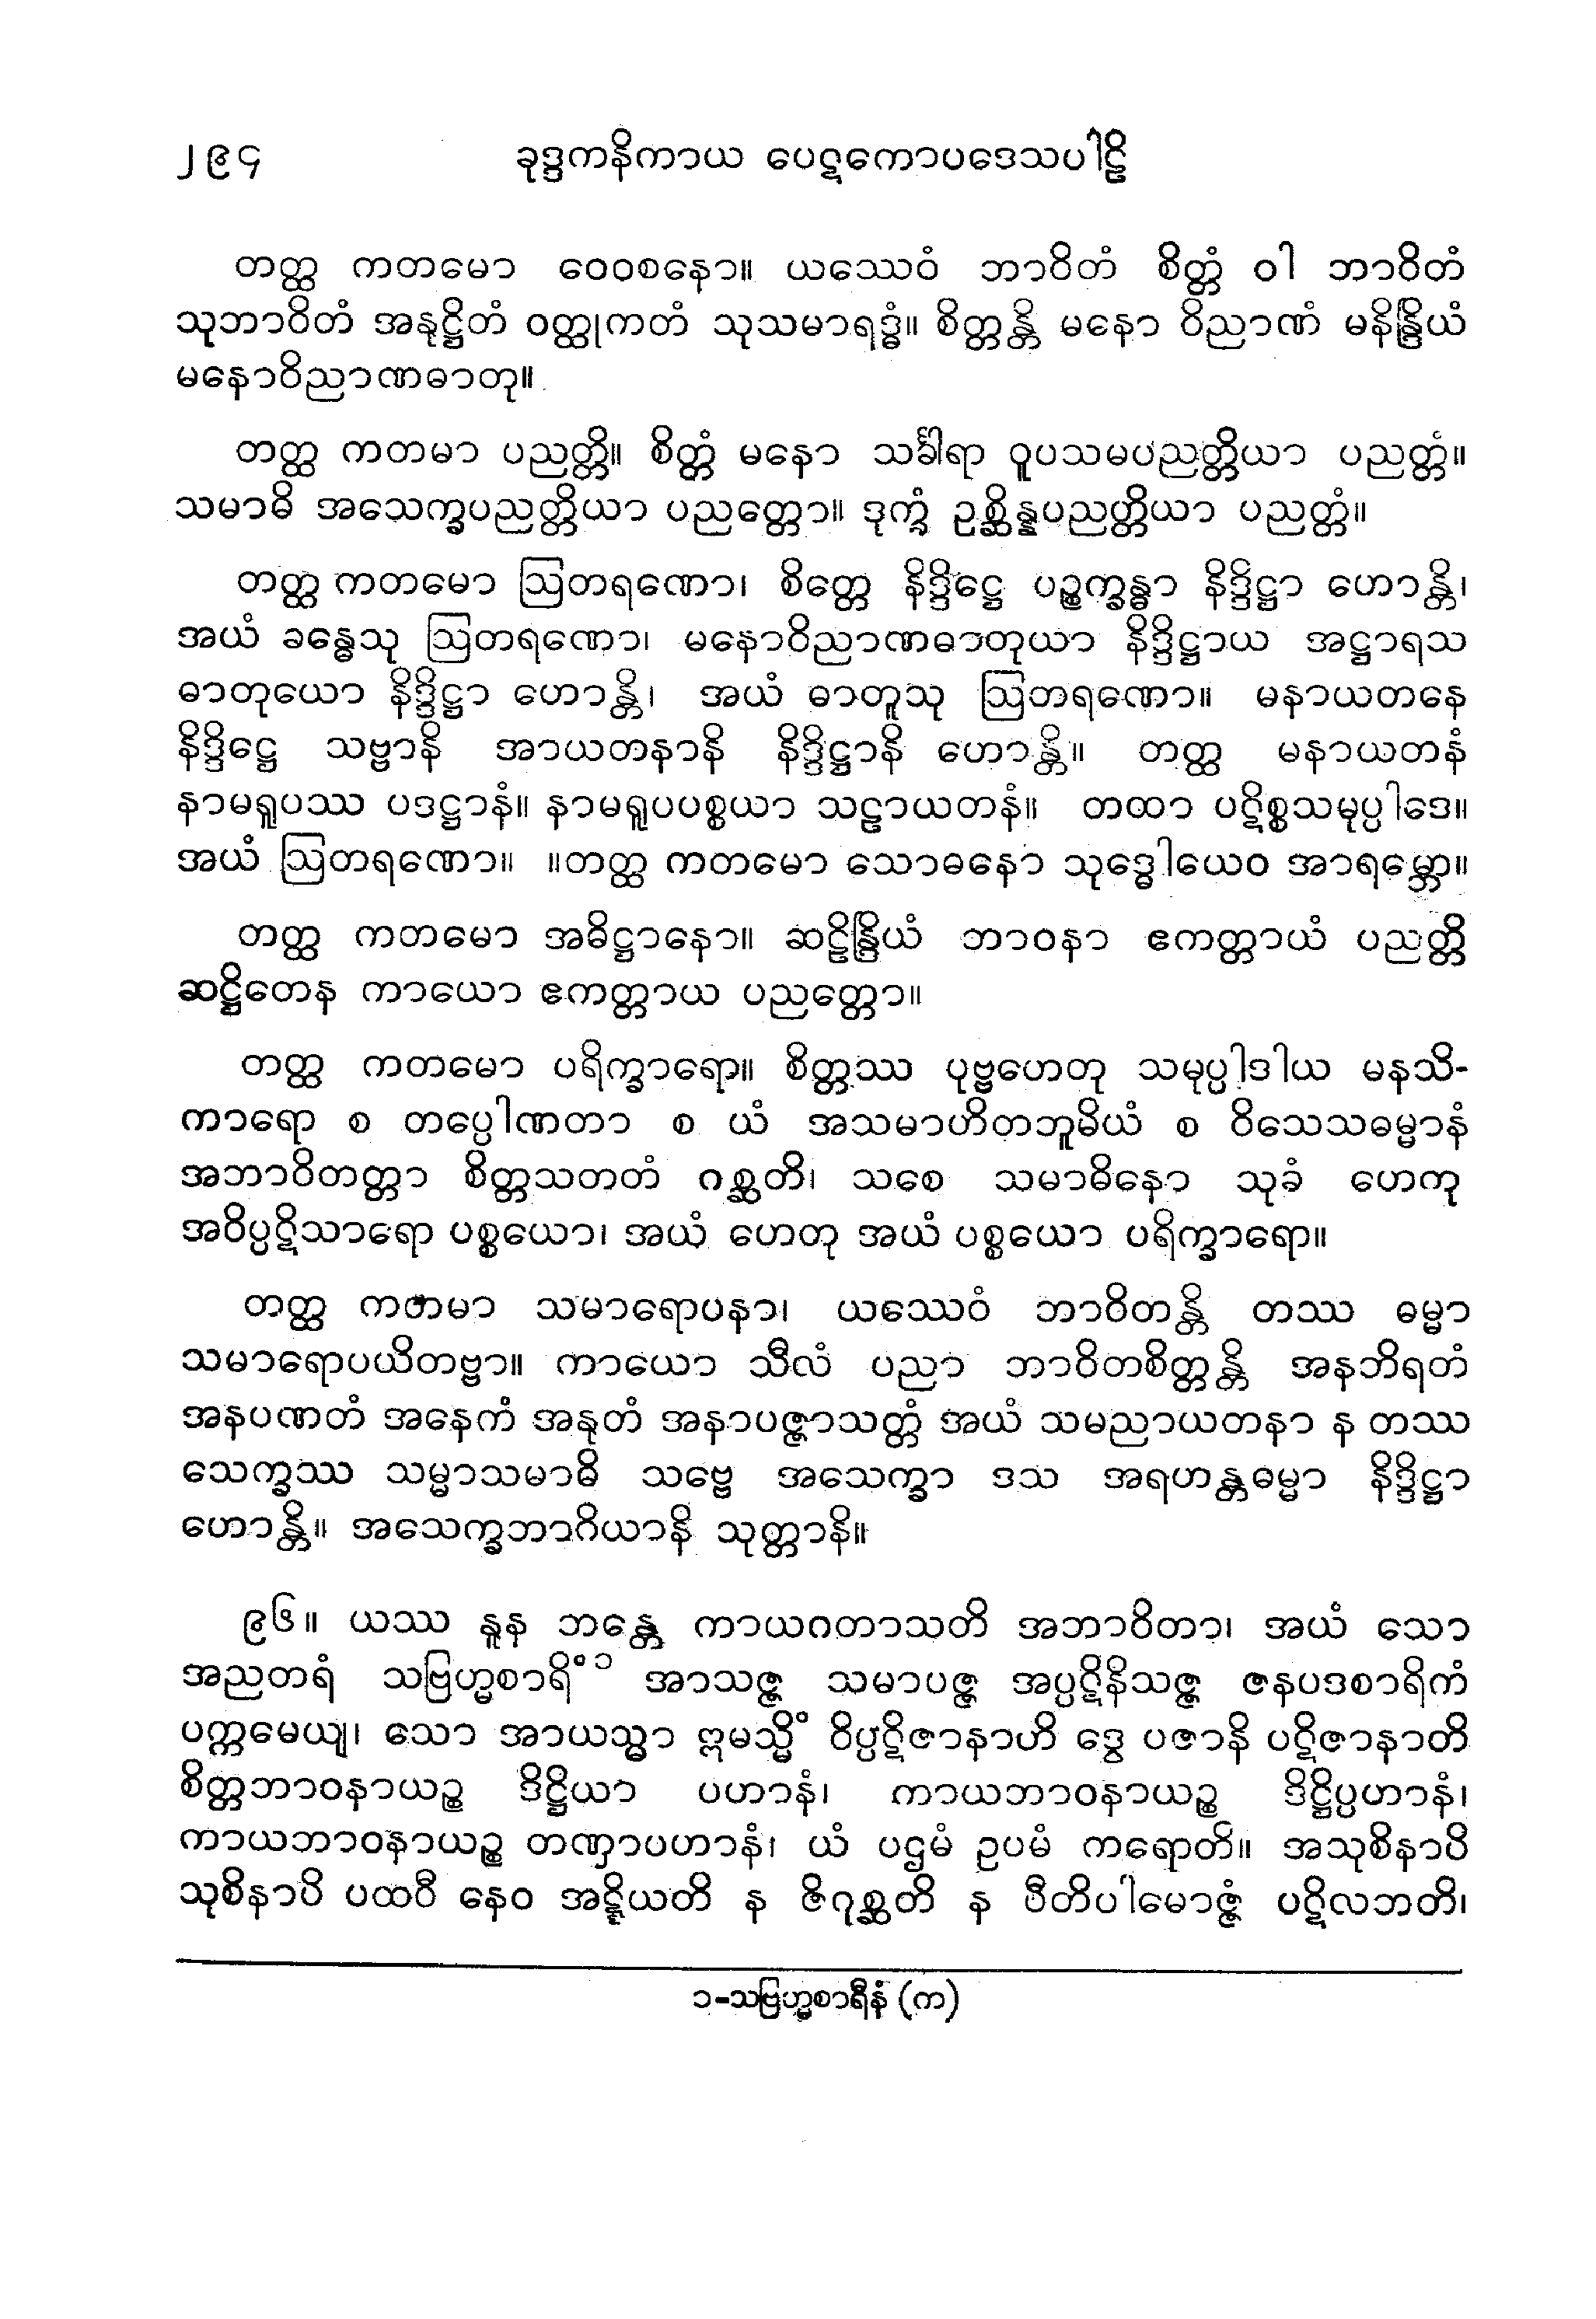 ၂၉၄ ခုဒ္ဒကနိကာယ ပေဋကောပဒေသပါဠိ
တတ္ထ ကတမော ဝေဝစနော။ ယဿေဝံ ဘာဝိတံ စိတ္တံ ဝါ ဘာဝိတံ
သုဘာဝိတံ အနုဋ္ဌိတံ ဝတ္ထုကတံ သုသမာရဒ္ဓံ။ စိတ္တန္တိ မနော ဝိညာဏံ မနိန္ဒြိယံ
မနောဝိညာဏဓာတု။
တတ္ထ ကတမာ ပညတ္တိ။ စိတ္တံ မနော သင်္ခါရာ ဝူပသမပညတ္တိယာ ပညတ္တံ။
သမာဓိ အသေက္ခပညတ္တိယာ ပညတ္တော။ ဒုက္ခံ ဥစ္ဆိန္နပညတ္တိယာ ပညတ္တံ။
တတ္ထ ကတမော ဩတရဏော၊ စိတ္တေ နိဒ္ဒိဋ္ဌေ ပဉ္စက္ခန္ဓာ နိဒ္ဒိဋ္ဌာ ဟောန္တိ၊
အယံ ခန္ဓေသု ဩတရဏော၊ မနောဝိညာဏဓာတုယာ နိဒ္ဒိဋ္ဌာယ အဋ္ဌာရသ
ဓာတုယော နိဒ္ဒိဋ္ဌာ ဟောန္တိ၊ အယံ ဓာတူသု ဩတရဏော။ မနာယတနေ
နိဒ္ဒိဋ္ဌေ သဗ္ဗာနိ အာယတနာနိ နိဒ္ဒိဋ္ဌာနိ ဟောန္တိ။ တတ္ထ မနာယတနံ
နာမရူပဿ ပဒဋ္ဌာနံ။ နာမရူပပစ္စယာ သဠာယတနံ။ တထာ ပဋိစ္စသမုပ္ပါဒေ။
အယံ ဩတရဏော။ ။တတ္ထ ကတမော သောဓနော သုဒ္ဓေါယေဝ အာရမ္ဘော။
တတ္ထ ကတမော အဓိဋ္ဌာနော။ ဆဠိန္ဒြိယံ ဘာဝနာ ဧကတ္တာယံ ပညတ္တိ
ဆဋ္ဌိတေန ကာယော ဧကတ္တာယ ပညတ္တော။
တတ္ထ ကတမော ပရိက္ခာရော။ စိတ္တဿ ပုဗ္ဗဟေတု သမုပ္ပါဒါယ မနသိ-
ကာရော စ တပ္ပေါဏတာ စ ယံ အသမာဟိတဘူမိယံ စ ဝိသေသဓမ္မာနံ
အဘာဝိတတ္တာ စိတ္တသတတံ ဂစ္ဆတိ၊ သစေ သမာဓိနော သုခံ ဟေတု
အဝိပ္ပဋိသာရော ပစ္စယော၊ အယံ ဟေတု အယံ ပစ္စယော ပရိက္ခာရော။
တတ္ထ ကတမာ သမာရောပနာ၊ ယဿေဝံ ဘာဝိတန္တိ တဿ ဓမ္မာ
သမာရောပယိတဗ္ဗာ။ ကာယော သီလံ ပညာ ဘာဝိတစိတ္တန္တိ အနဘိရတံ
အနပဏတံ အနေကံ အနုတံ အနာပဇ္ဇာသတ္တံ အယံ သမညာယတနာ န တဿ
သေက္ခဿ သမ္မာသမာဓိ သဗ္ဗေ အသေက္ခာ ဒသ အရဟန္တဓမ္မာ နိဒ္ဒိဋ္ဌာ
ဟောန္တိ။ အသေက္ခဘာဂိယာနိ သုတ္တာနိ။
၉၆။ ယဿ နူန ဘန္တေ ကာယဂတာသတိ အဘာဝိတာ၊ အယံ သော
အညတရံ သဗြဟ္မစာရိံ ၁ အာသဇ္ဇ သမာပဇ္ဇ အပ္ပဋိနိသဇ္ဇ ဇနပဒစာရိကံ
ပက္ကမေယျ၊ သော အာယသ္မာ ဣမသ္မိံ ဝိပ္ပဋိဇာနာဟိ ဒွေ ပဇာနိ ပဋိဇာနာတိ
စိတ္တဘာဝနာယဉ္စ ဒိဋ္ဌိယာ ပဟာနံ၊ ကာယဘာဝနာယဉ္စ ဒိဋ္ဌိပ္ပဟာနံ၊
ကာယဘာဝနာယဉ္စ တဏှာပဟာနံ၊ ယံ ပဌမံ ဥပမံ ကရောတိ။ အသုစိနာပိ
သုစိနာပိ ပထဝီ နေဝ အဋ္ဋိယတိ န ဇိဂုစ္ဆတိ န ပီတိပါမောဇ္ဇံ ပဋိလဘတိ၊
၁-သဗြဟ္မစာရီနံ (က)